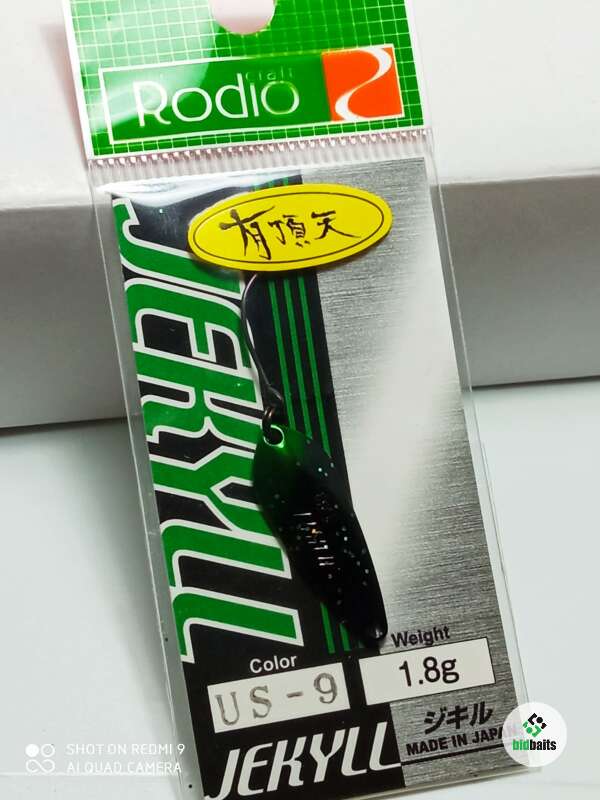 Craft
Rodio
有頂天
JEKYLL
Color
US-9
Weight
1.8g
ジキル
JEKYLL
MADE IN JAPAN
SHOT ON REDMI 9
AI QUAD CAMERA
bidbaits